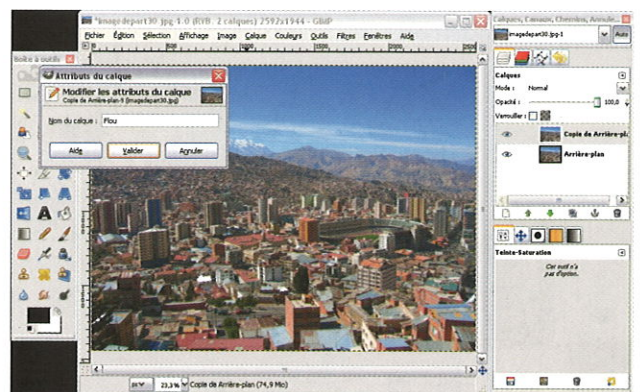 *imagedepart30.jpg-1.0 (RVB, 2 calques) 2592x1944 - GIMP
Fichier Édition Sélection Affichage Image Calque Couleurs Outils Filtres Fenêtres Aide
Boîte à outils
Attributs du calque
Modifier les attributs du calque
Copie de Arrière-plan-5 (imagedepart30.jpg)
Nom du calque : Flou
Aide Valider Annuler
23,3% Copie de Arrière-plan (74,9 Mio)
Calques, Canaux, Chemins, Annule...
imagedepart30.jpg-1 Auto
Calques
Mode : Normal
Opacité : 100,0
Verrouiller :
Copie de Arrière-pl
Arrière-plan
Teinte-Saturation
Cet outil n'a
pas d'option.